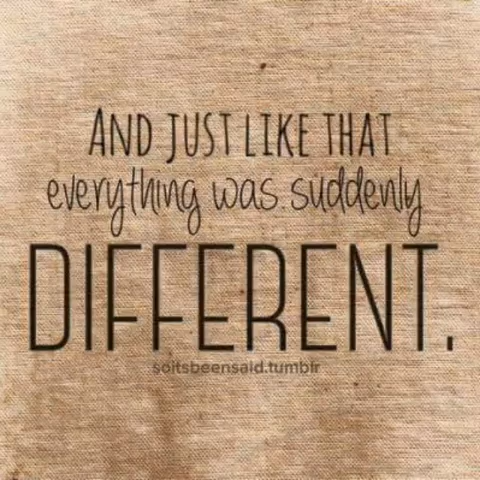 AND JUST LIKE THAT
everything was suddenly
DIFFERENT.
soitsbeensaid.tumblr